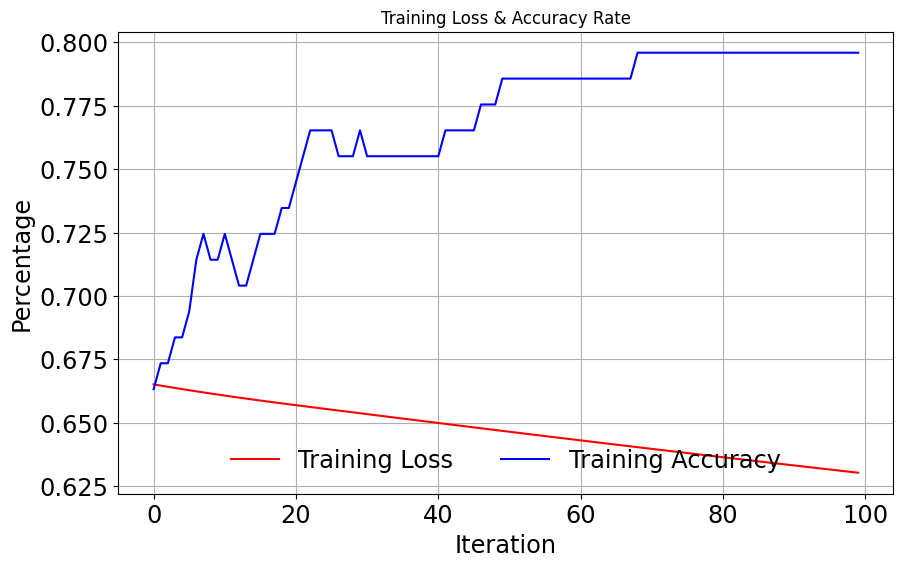 Training Loss & Accuracy Rate
0.800
0.775
0.750
0.725
0.700
0.675
0.650
0.625
Percentage
Training Loss
Training Accuracy
0 20 40 60 80 100
Iteration